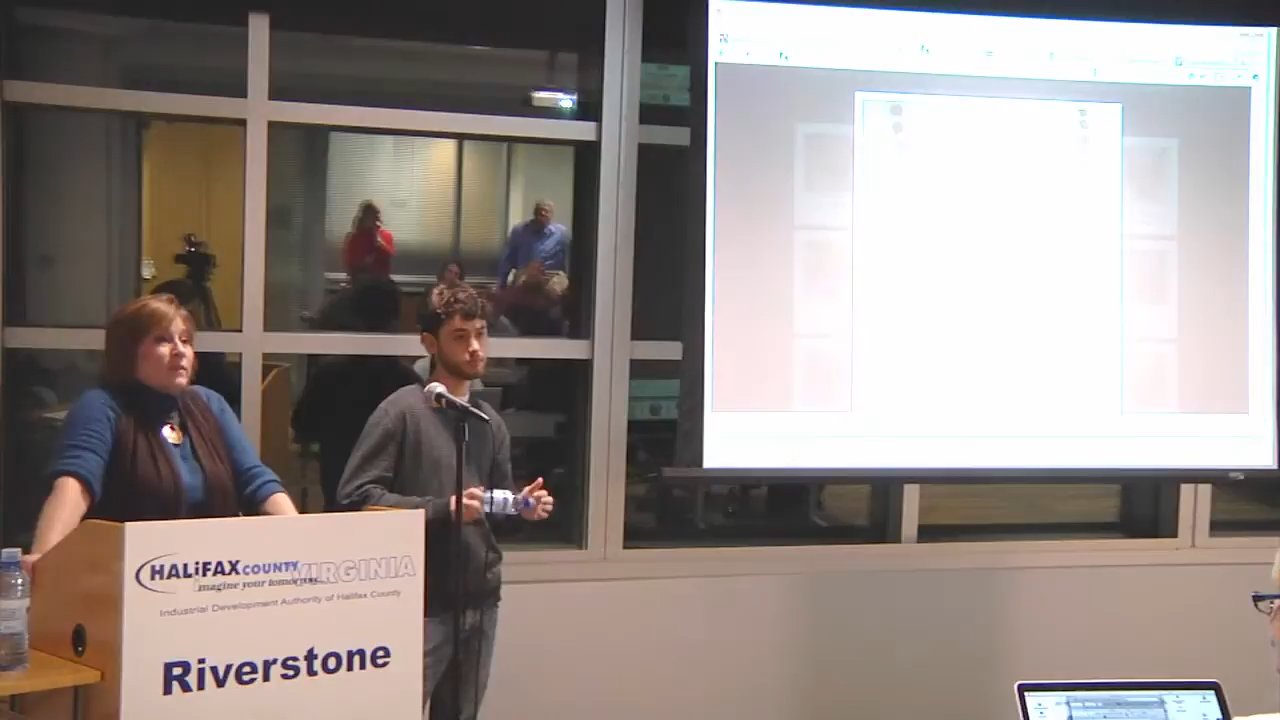 HALiFAX COUNTY VIRGINIA
imagine your tomorrow...
Industrial Development Authority of Halifax County
Riverstone